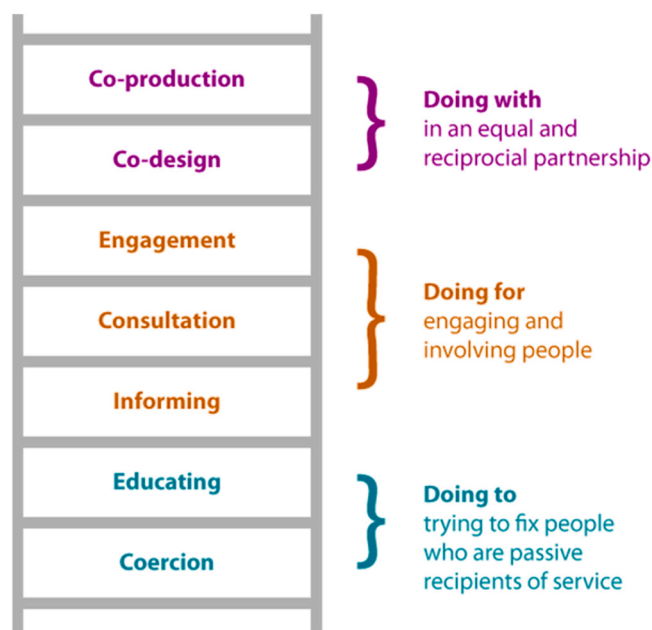 Co-production
Co-design
Doing with
in an equal and
reciprocial partnership
Engagement
Consultation
Informing
Doing for
engaging and
involving people
Educating
Coercion
Doing to
trying to fix people
who are passive
recipients of service